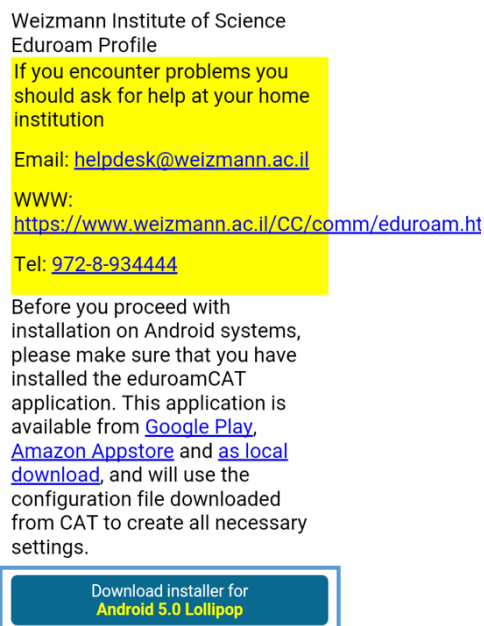 Weizmann Institute of Science
Eduroam Profile
If you encounter problems you
should ask for help at your home
institution
Email: helpdesk@weizmann.ac.il
WWW:
https://www.weizmann.ac.il/CC/comm/eduroam.ht
Tel: 972-8-934444
Before you proceed with
installation on Android systems,
please make sure that you have
installed the eduroamCAT
application. This application is
available from Google Play,
Amazon Appstore and as local
download, and will use the
configuration file downloaded
from CAT to create all necessary
settings.
Download installer for
Android 5.0 Lollipop